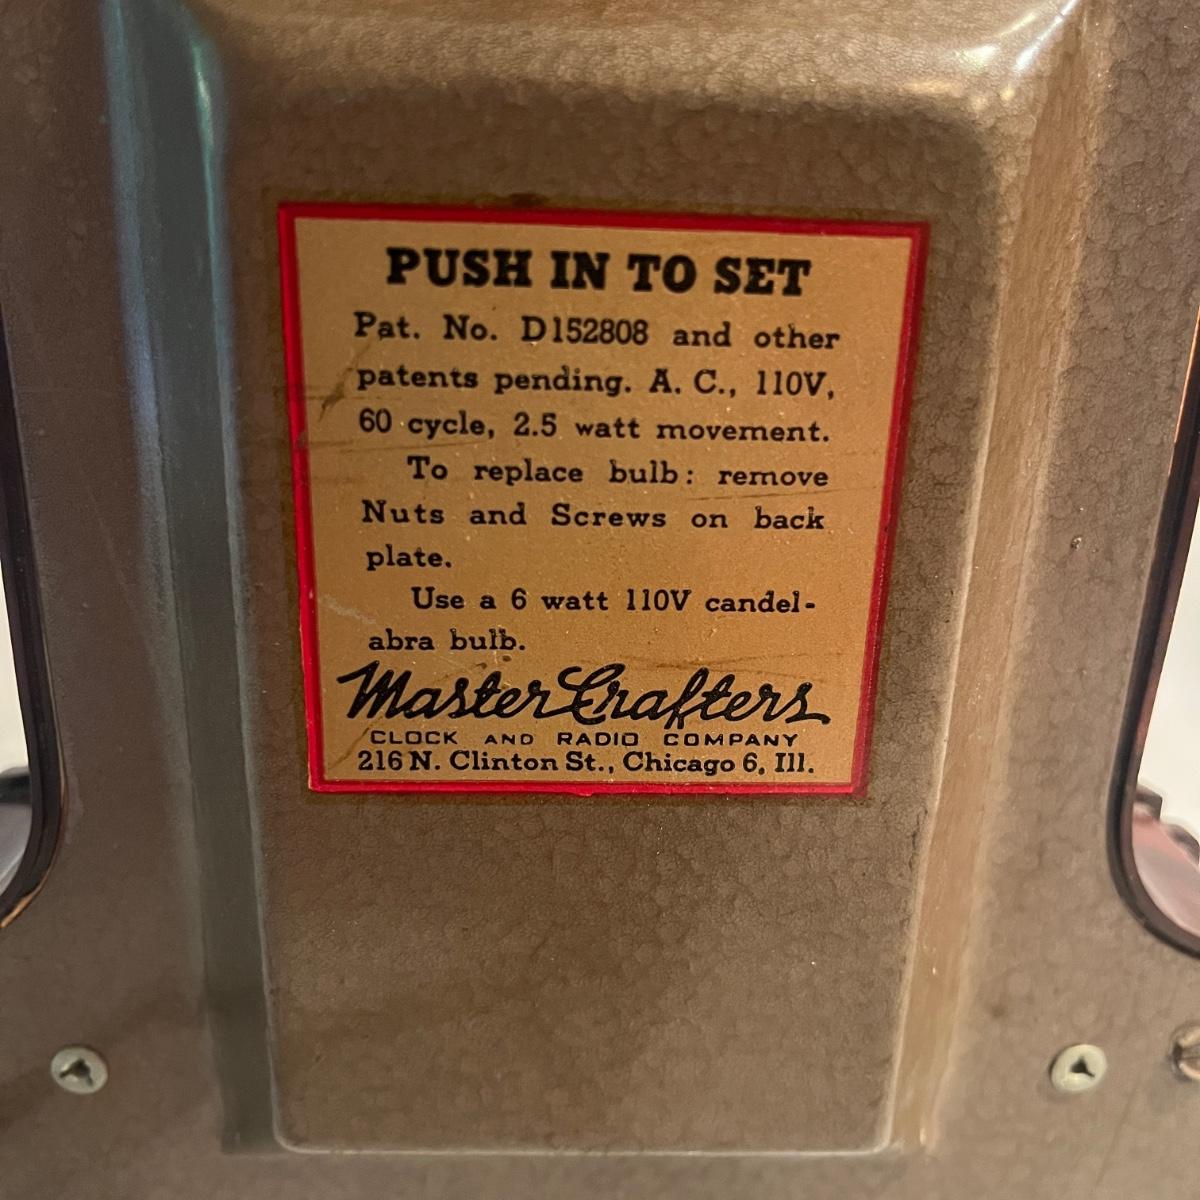 PUSH IN TO SET
Pat. No. D152808 and other
patents pending. A. C., 110V,
60 cycle, 2.5 watt movement.
To replace bulb: remove
Nuts and Screws on back
plate.
Use a 6 watt 110V candel-
abra bulb.
MasterCrafters
CLOCK AND RADIO COMPANY
216 N. Clinton St., Chicago 6, Ill.